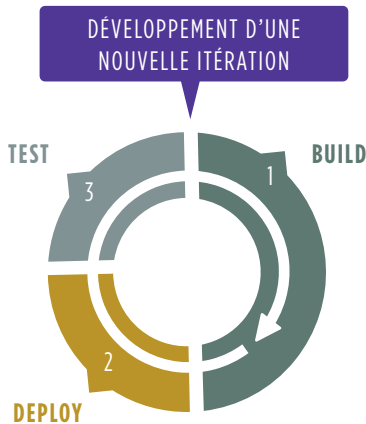 DÉVELOPPEMENT D'UNE
NOUVELLE ITÉRATION
TEST
BUILD
1
3
2
DEPLOY